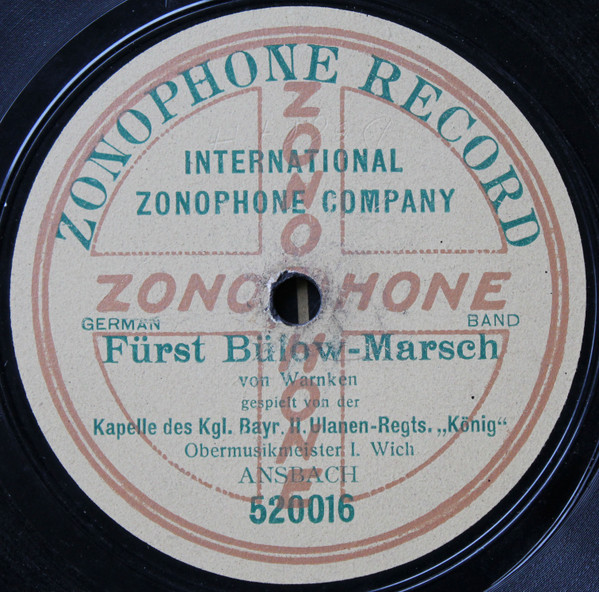 ZONOPHONE RECORD
INTERNATIONAL
ZONOPHONE COMPANY
ZONOPHONE
ZONOPHONE
GERMAN BAND
Fürst Bülow-Marsch
von Warnken
gespielt von der
Kapelle des Kgl. Bayr. II. Ulanen-Regts. „König“
Obermusikmeister I. Wich
ANSBACH
520016